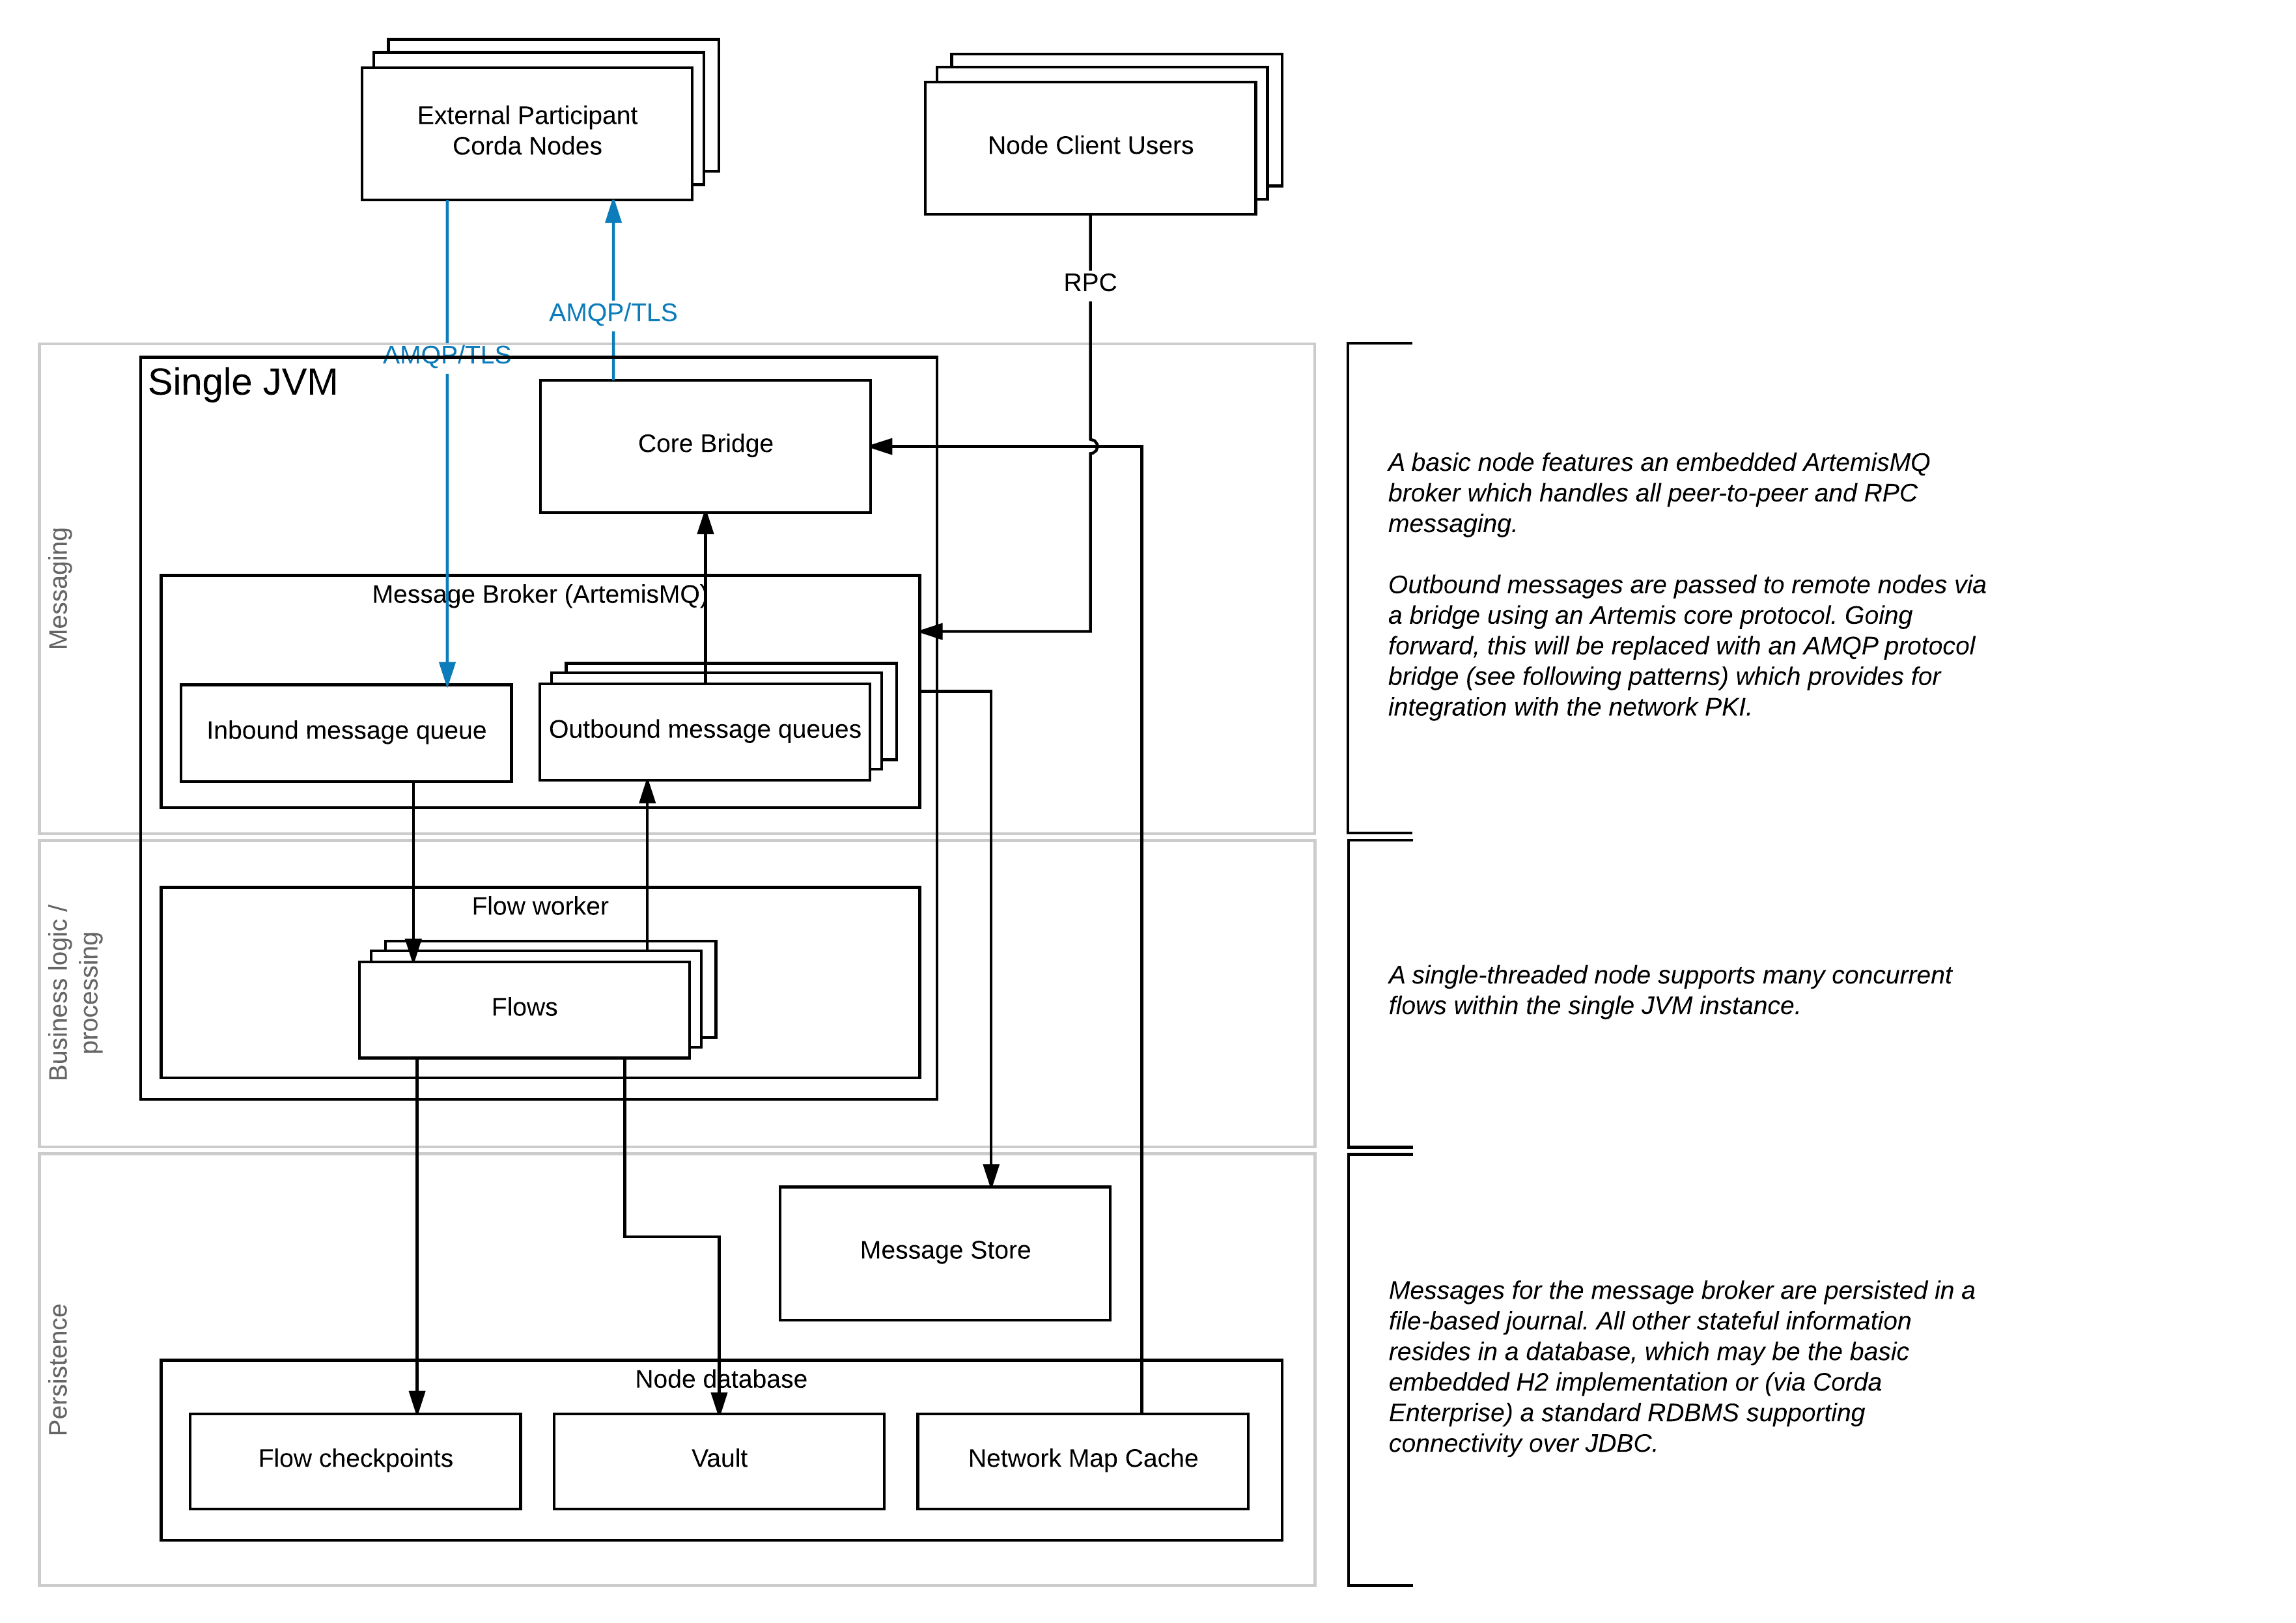 External Participant
Corda Nodes
Node Client Users
RPC
AMQP/TLS
AMQP/TLS
Single JVM
Core Bridge
Messaging
Message Broker (ArtemisMQ)
Inbound message queue
Outbound message queues
A basic node features an embedded ArtemisMQ
broker which handles all peer-to-peer and RPC
messaging.
Outbound messages are passed to remote nodes via
a bridge using an Artemis core protocol. Going
forward, this will be replaced with an AMQP protocol
bridge (see following patterns) which provides for
integration with the network PKI.
Business logic /
processing
Flow worker
Flows
A single-threaded node supports many concurrent
flows within the single JVM instance.
Persistence
Message Store
Node database
Flow checkpoints
Vault
Network Map Cache
Messages for the message broker are persisted in a
file-based journal. All other stateful information
resides in a database, which may be the basic
embedded H2 implementation or (via Corda
Enterprise) a standard RDBMS supporting
connectivity over JDBC.